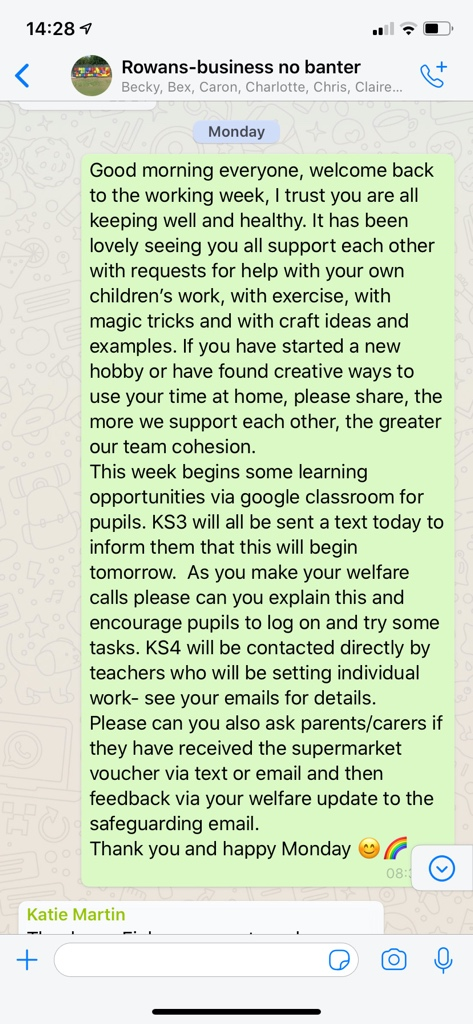 14:28
Rowans-business no banter
Becky, Bex, Caron, Charlotte, Chris, Claire...
Monday
Good morning everyone, welcome back
to the working week, I trust you are all
keeping well and healthy. It has been
lovely seeing you all support each other
with requests for help with your own
children's work, with exercise, with
magic tricks and with craft ideas and
examples. If you have started a new
hobby or have found creative ways to
use your time at home, please share, the
more we support each other, the greater
our team cohesion.
This week begins some learning
opportunities via google classroom for
pupils. KS3 will all be sent a text today to
inform them that this will begin
tomorrow.  As you make your welfare
calls please can you explain this and
encourage pupils to log on and try some
tasks. KS4 will be contacted directly by
teachers who will be setting individual
work- see your emails for details.
Please can you also ask parents/carers if
they have received the supermarket
voucher via text or email and then
feedback via your welfare update to the
safeguarding email.
Thank you and happy Monday 😊🌈
08:
Katie Martin